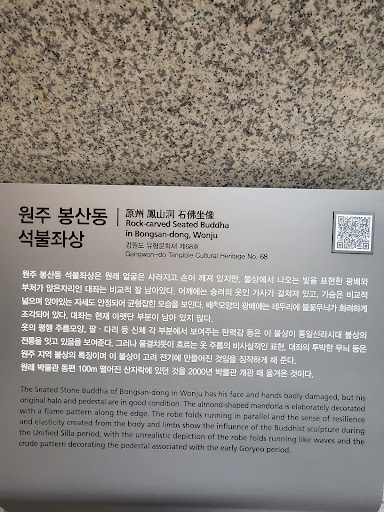 원주 봉산동
석불좌상
原州 鳳山洞 石佛坐像
Rock-carved Seated Buddha
in Bongsan-dong, Wonju
강원도 유형문화재 제68호
Gangwon-do Tangible Cultural Heritage No. 68
원주 봉산동 석불좌상은 원래 얼굴은 사라지고 손이 깨져 있지만, 불상에서 나오는 빛을 표현한 광배와
부처가 앉은자리인 대좌는 비교적 잘 남아있다. 어깨에는 승려의 옷인 가사가 걸쳐져 있고, 가슴은 비교적
넓으며 앉아있는 자세도 안정되어 균형잡힌 모습을 보인다. 배모양의 광배에는 테두리에 불꽃무늬가 화려하게
조각되어 있다. 대좌는 현재 아랫단 부분이 남아 있지 않다.
옷의 평행 주름모양, 팔·다리 등 신체 각 부분에서 보여주는 탄력감 등은 이 불상이 통일신라시대 불상의
전통을 잇고 있음을 보여준다. 그러나 물결치듯이 흐르는 옷 주름의 비사실적인 표현, 대좌의 투박한 무늬 등은
원주 지역 불상의 특징이며 이 불상이 고려 전기에 만들어진 것임을 짐작하게 해 준다.
원래 박물관 동편 100m 떨어진 산자락에 있던 것을 2000년 박물관 개관 때 옮겨온 것이다.
The Seated Stone Buddha of Bongsan-dong in Wonju has his face and hands badly damaged, but his
original halo and pedestal are in good condition. The almond-shaped mandorla is elaborately decorated
with a flame pattern along the edge. The robe folds running in parallel and the sense of resilience
and elasticity created from the body and limbs show the influence of the Buddhist sculpture during
the Unified Silla period, with the unrealistic depiction of the robe folds running like waves and the
crude pattern decorating the pedestal associated with the early Goryeo period.